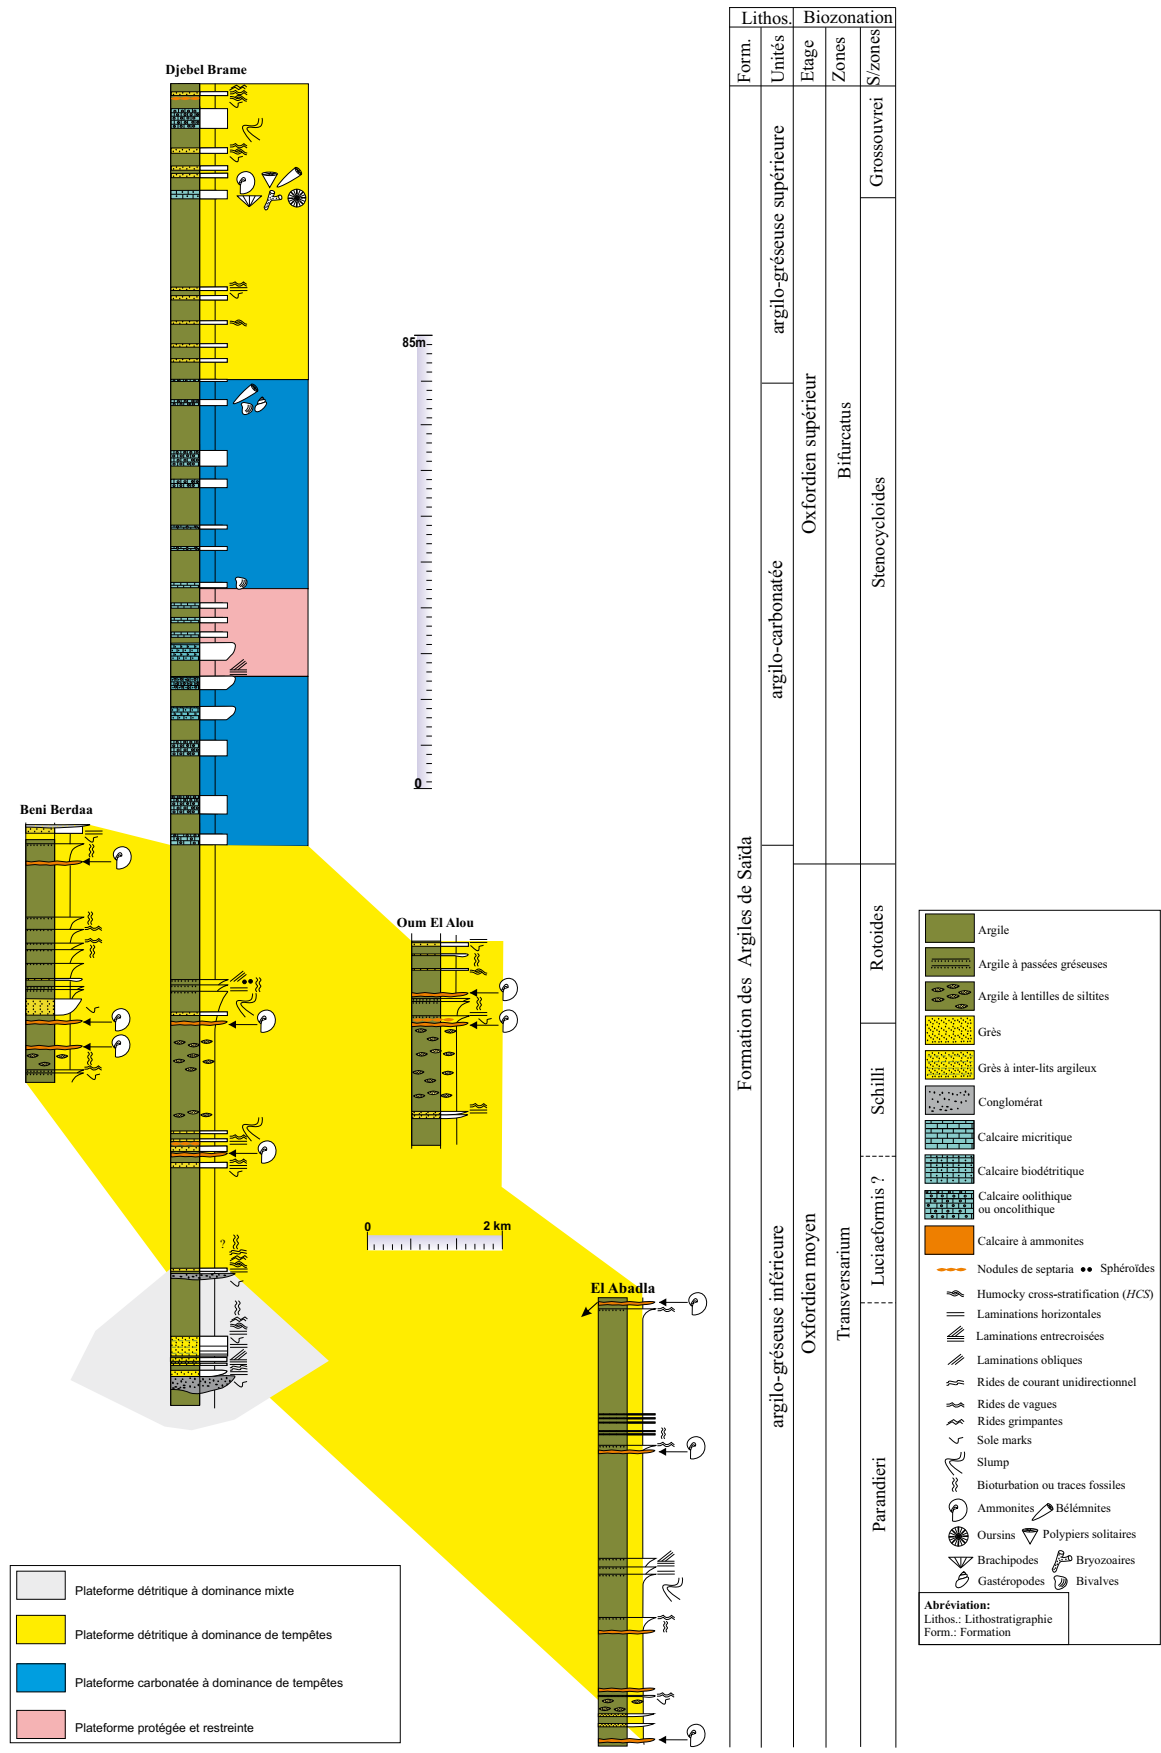 Lithos. Biozonation
Form.
Unités
Etage
Zones
S/zones
Djebel Brame
85m
0
Beni Berdaa
Oum El Alou
0 2 km
El Abadla
?
Formation des Argiles de Saïda
argilo-gréseuse supérieure
argilo-carbonatée
argilo-gréseuse inférieure
Oxfordien supérieur
Oxfordien moyen
Bifurcatus
Transversarium
Grossouvrei
Stenocycloides
Rotoides
Schilli
Luciaeformis ?
Parandieri
Argile
Argile à passées gréseuses
Argile à lentilles de siltites
Grès
Grès à inter-lits argileux
Conglomérat
Calcaire micritique
Calcaire biodétritique
Calcaire oolithique
ou oncolithique
Calcaire à ammonites
Nodules de septaria Sphéroïdes
Humocky cross-stratification (HCS)
Laminations horizontales
Laminations entrecroisées
Laminations obliques
Rides de courant unidirectionnel
Rides de vagues
Rides grimpantes
Sole marks
Slump
Bioturbation ou traces fossiles
Ammonites Bélémnites
Oursins Polypiers solitaires
Brachipodes Bryozoaires
Gastéropodes Bivalves
Abréviation:
Lithos.: Lithostratigraphie
Form.: Formation
Plateforme détritique à dominance mixte
Plateforme détritique à dominance de tempêtes
Plateforme carbonatée à dominance de tempêtes
Plateforme protégée et restreinte